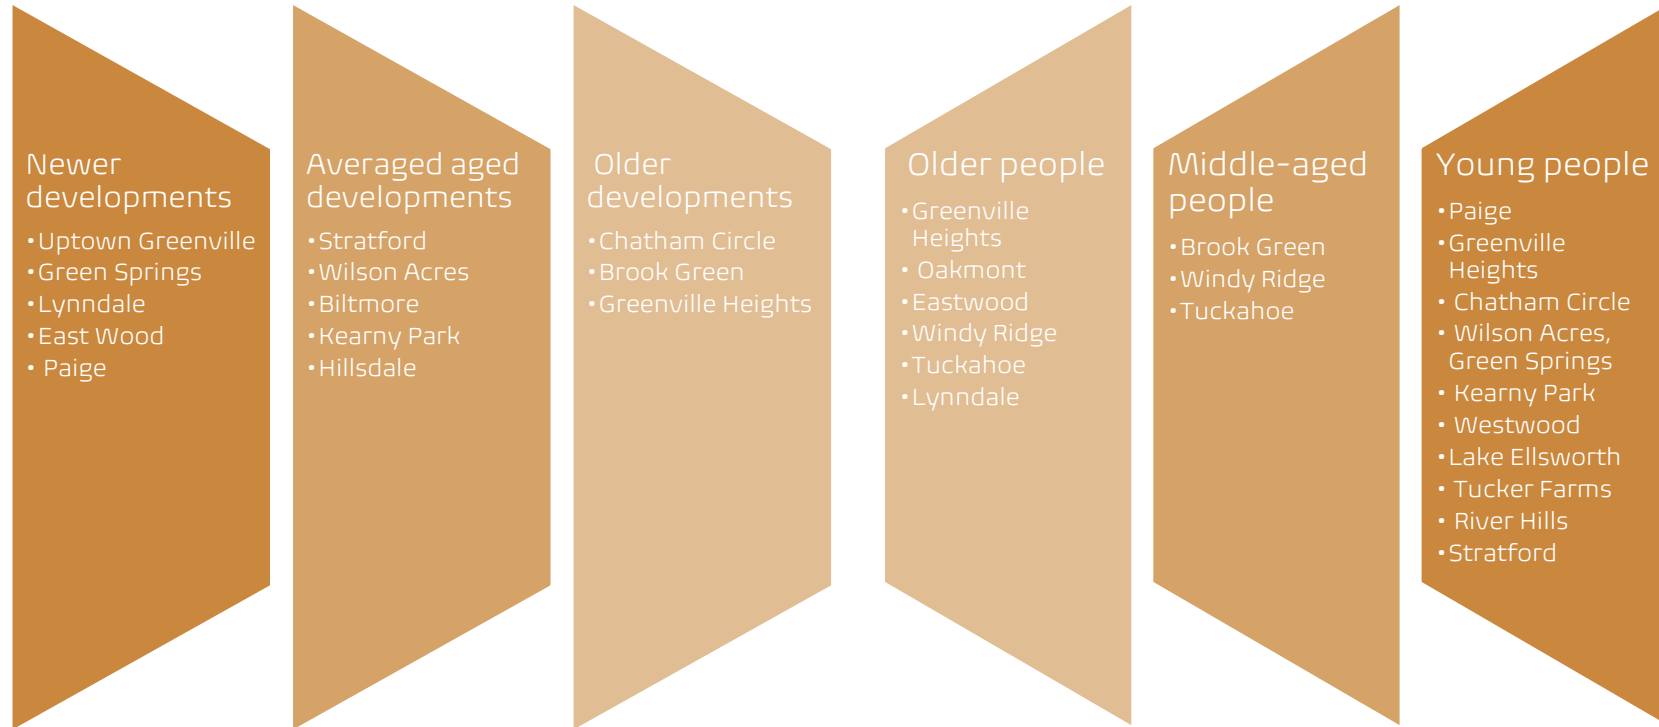 Newer
developments
•Uptown Greenville
•Green Springs
•Lynndale
•East Wood
• Paige
Averaged aged
developments
•Stratford
•Wilson Acres
•Biltmore
•Kearny Park
•Hillsdale
Older
developments
•Chatham Circle
•Brook Green
•Greenville Heights
Older people
•Greenville
Heights
• Oakmont
•Eastwood
•Windy Ridge
•Tuckahoe
•Lynndale
Middle-aged
people
•Brook Green
•Windy Ridge
•Tuckahoe
Young people
•Paige
•Greenville
Heights
• Chatham Circle
• Wilson Acres,
Green Springs
• Kearny Park
• Westwood
•Lake Ellsworth
• Tucker Farms
• River Hills
•Stratford